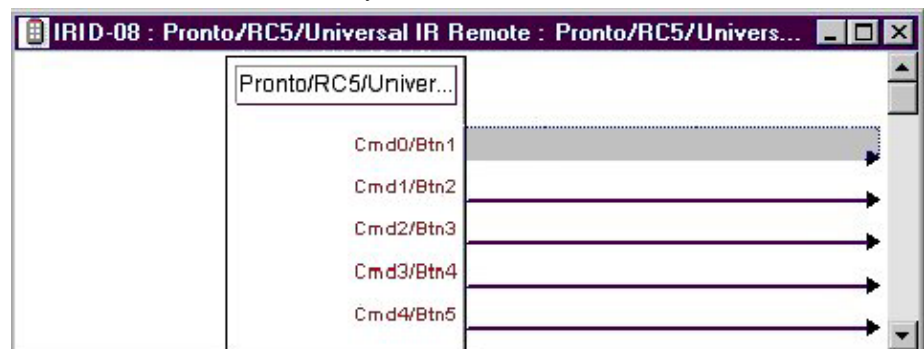 IRID-08 : Pronto/RC5/Universal IR Remote : Pronto/RC5/Univers...
Pronto/RC5/Univer...
Cmd0/Btn1
Cmd1/Btn2
Cmd2/Btn3
Cmd3/Btn4
Cmd4/Btn5